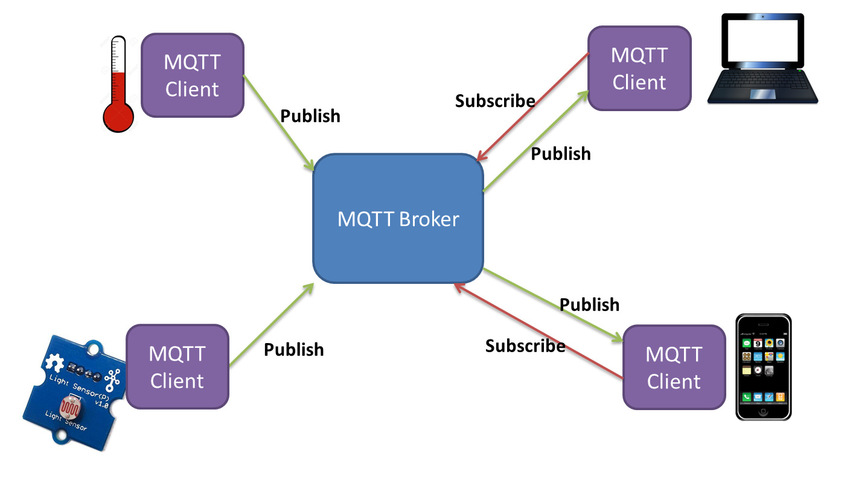 MQTT
Client
MQTT
Client
Subscribe
Publish
Publish
MQTT Broker
Publish
Publish
Subscribe
MQTT
Client
MQTT
Client
Light Sensor(P)
v1.0
Light Sensor